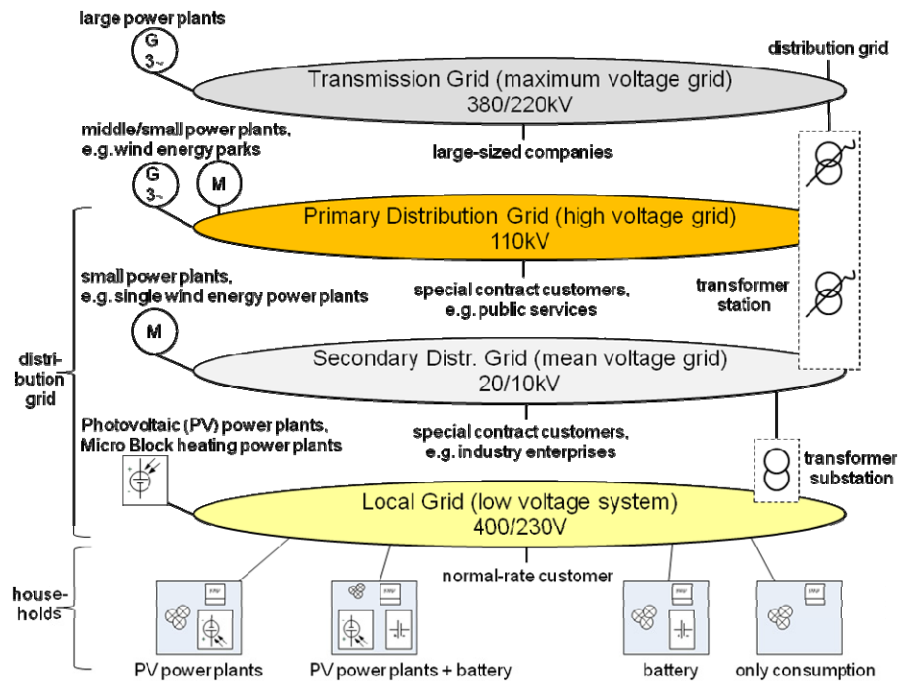 large power plants
G
3~
distribution grid
Transmission Grid (maximum voltage grid)
380/220kV
middle/small power plants,
e.g. wind energy parks
large-sized companies
G
3~
M
Primary Distribution Grid (high voltage grid)
110kV
small power plants,
e.g. single wind energy power plants
special contract customers,
e.g. public services
transformer
station
M
Secondary Distr. Grid (mean voltage grid)
20/10kV
distri-
bution
grid
Photovoltaic (PV) power plants,
Micro Block heating power plants
special contract customers,
e.g. industry enterprises
transformer
substation
Local Grid (low voltage system)
400/230V
normal-rate customer
house-
holds
PV power plants
PV power plants + battery
battery
only consumption